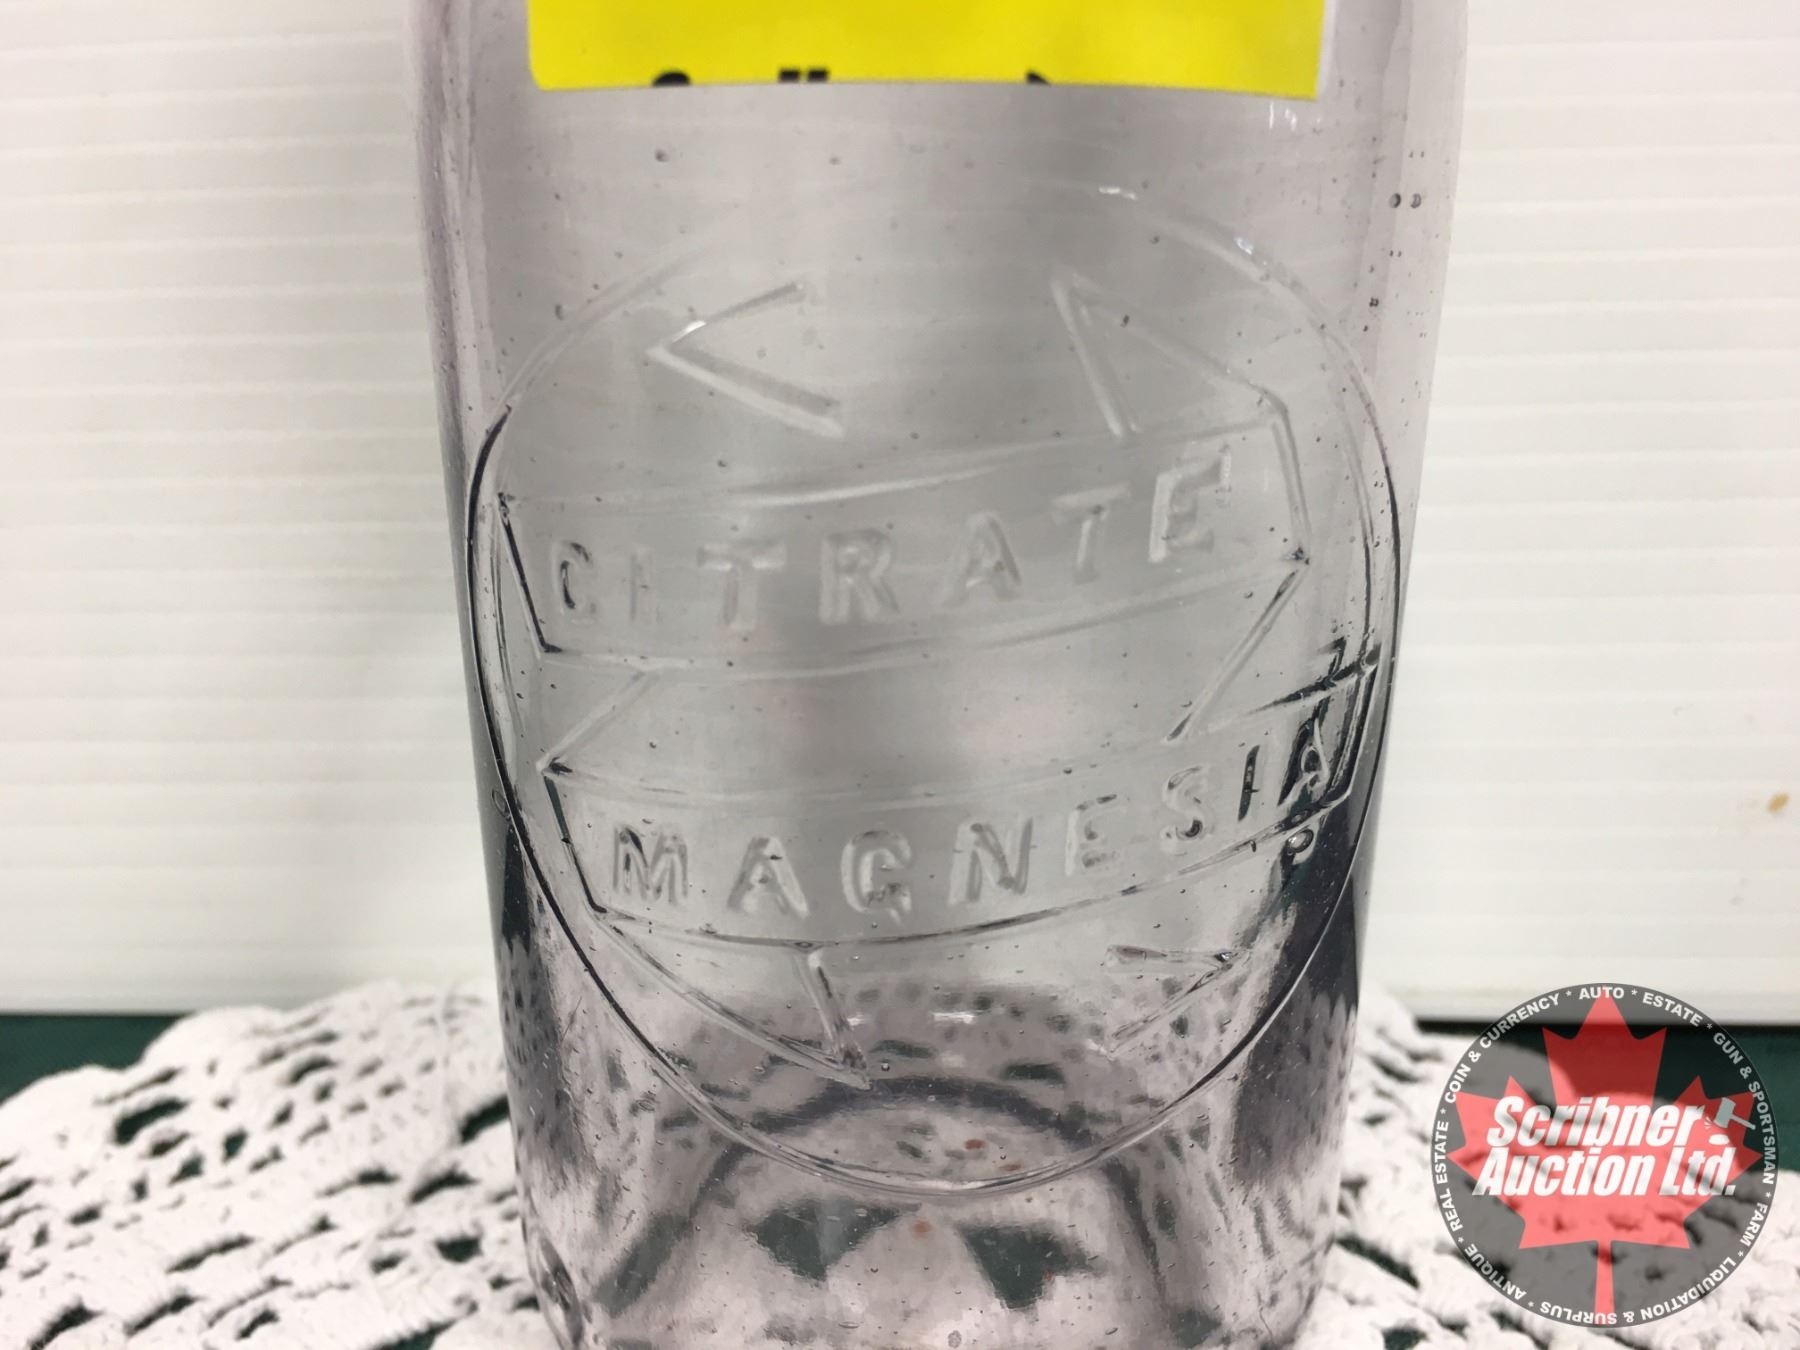 CITRATE
MAGNESIA
Scribner
Auction Ltd.
REAL ESTATE * COIN & CURRENCY * AUTO * ESTATE * GUN & SPORTSMAN * FARM * LIQUIDATION & SURPLUS * ANTIQUE *